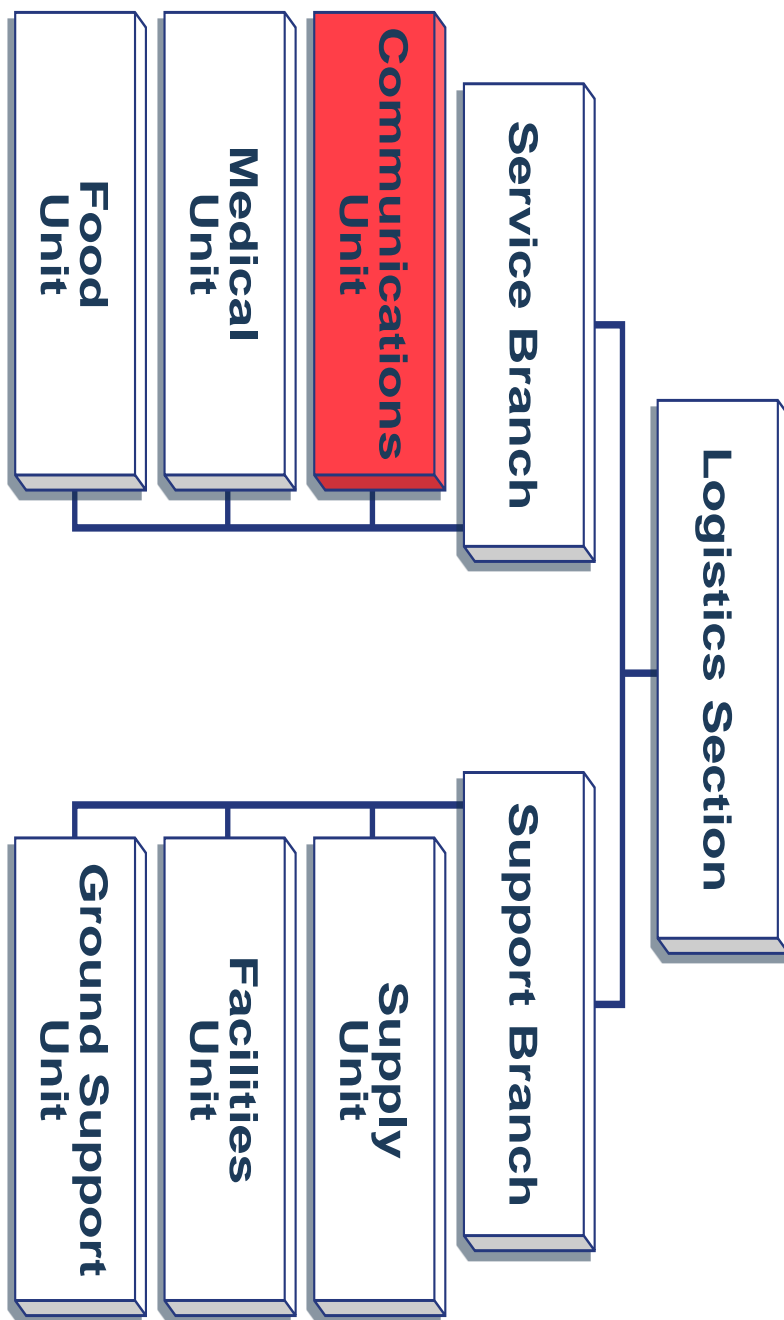 Logistics Section
Service Branch
Support Branch
Communications
Unit
Supply
Unit
Medical
Unit
Facilities
Unit
Food
Unit
Ground Support
Unit